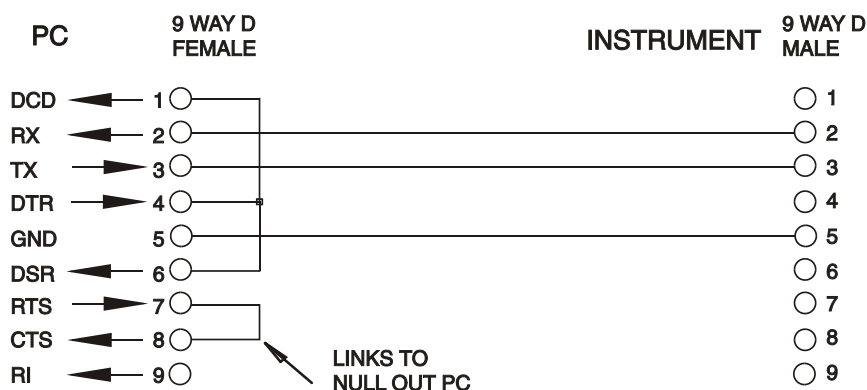 PC
9 WAY D
FEMALE
INSTRUMENT
9 WAY D
MALE
DCD 1 1
RX 2 2
TX 3 3
DTR 4 4
GND 5 5
DSR 6 6
RTS 7 7
CTS 8 8
RI 9 9
LINKS TO
NULL OUT PC